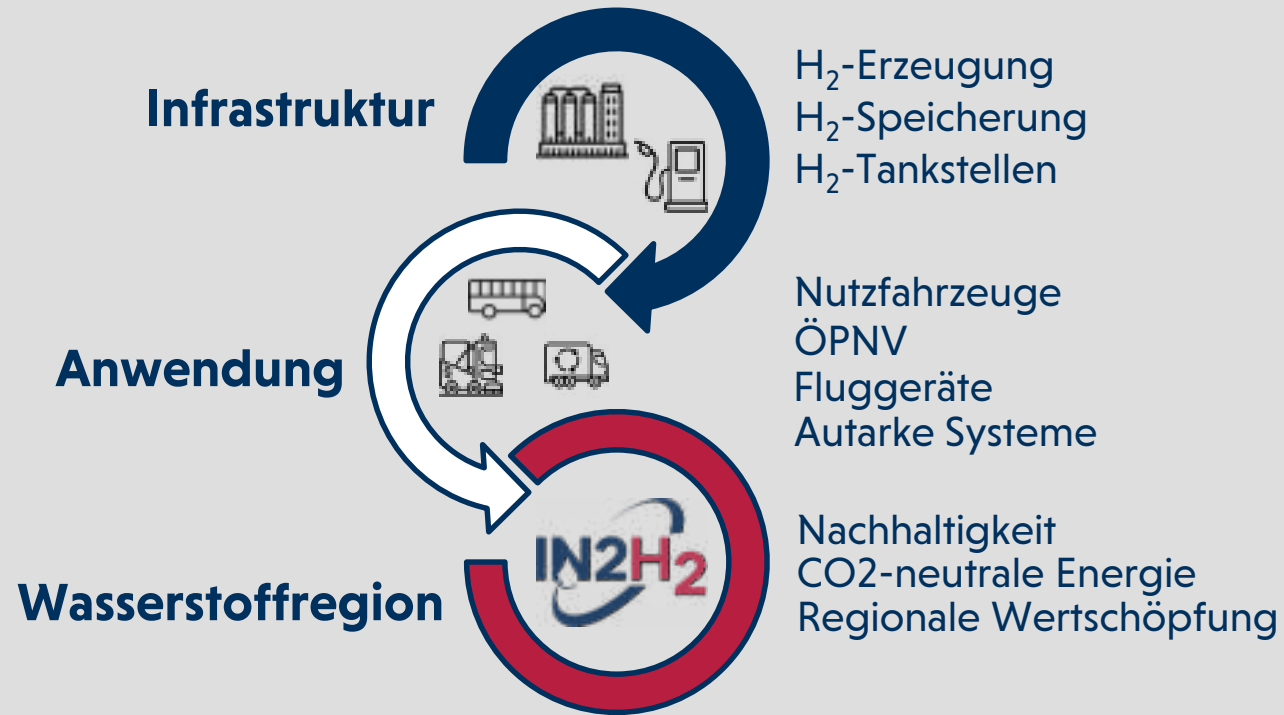 Infrastruktur
H₂-Erzeugung
H₂-Speicherung
H₂-Tankstellen
Anwendung
Nutzfahrzeuge
ÖPNV
Fluggeräte
Autarke Systeme
Wasserstoffregion
IN2H2
Nachhaltigkeit
CO2-neutrale Energie
Regionale Wertschöpfung